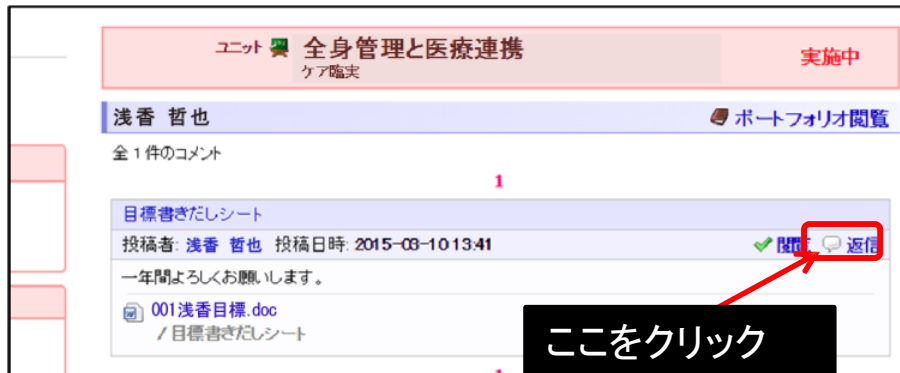 ユニット 全身管理と医療連携
ケア臨実
実施中
浅香 哲也
ポートフォリオ閲覧
全1件のコメント
1
目標書きだしシート
投稿者: 浅香 哲也 投稿日時: 2015-03-10 13:41
閲覧 返信
一年間よろしくお願いします。
001浅香目標.doc
/ 目標書きだしシート
ここをクリック